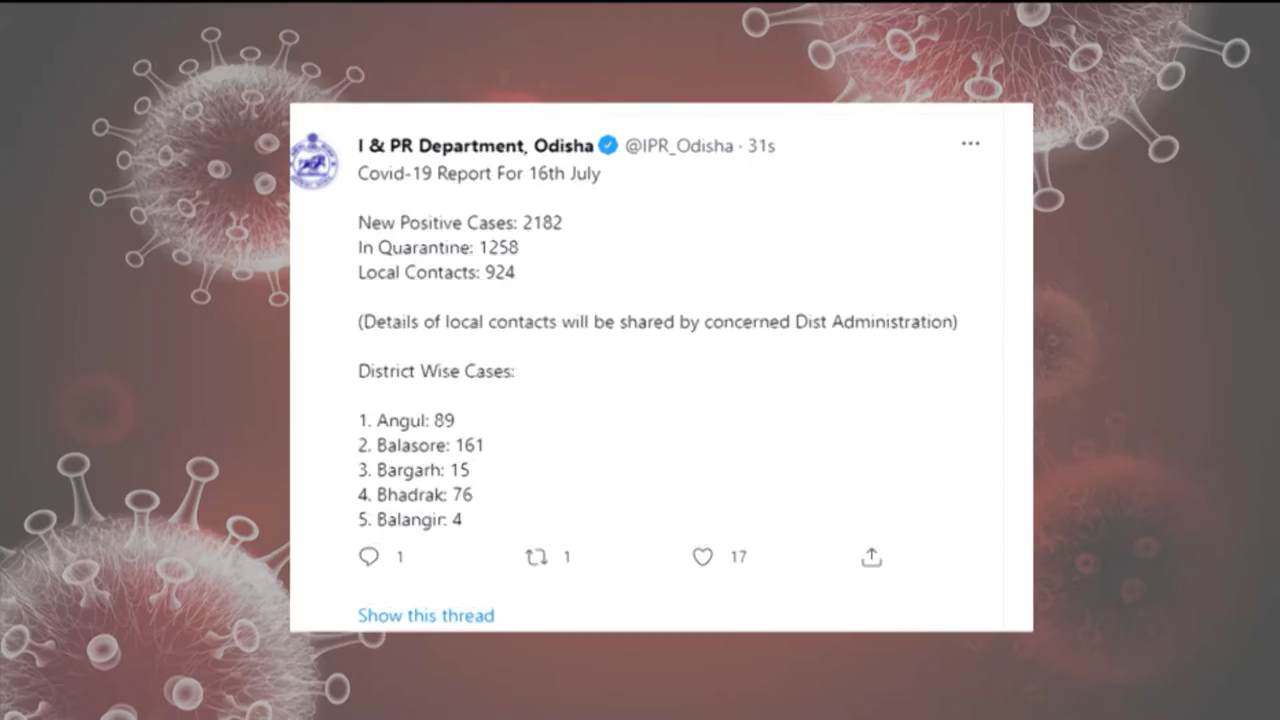 I & PR Department, Odisha @IPR_Odisha · 31s
Covid-19 Report For 16th July
New Positive Cases: 2182
In Quarantine: 1258
Local Contacts: 924
(Details of local contacts will be shared by concerned Dist Administration)
District Wise Cases:
1. Angul: 89
2. Balasore: 161
3. Bargarh: 15
4. Bhadrak: 76
5. Balangir: 4
1 1 17
Show this thread